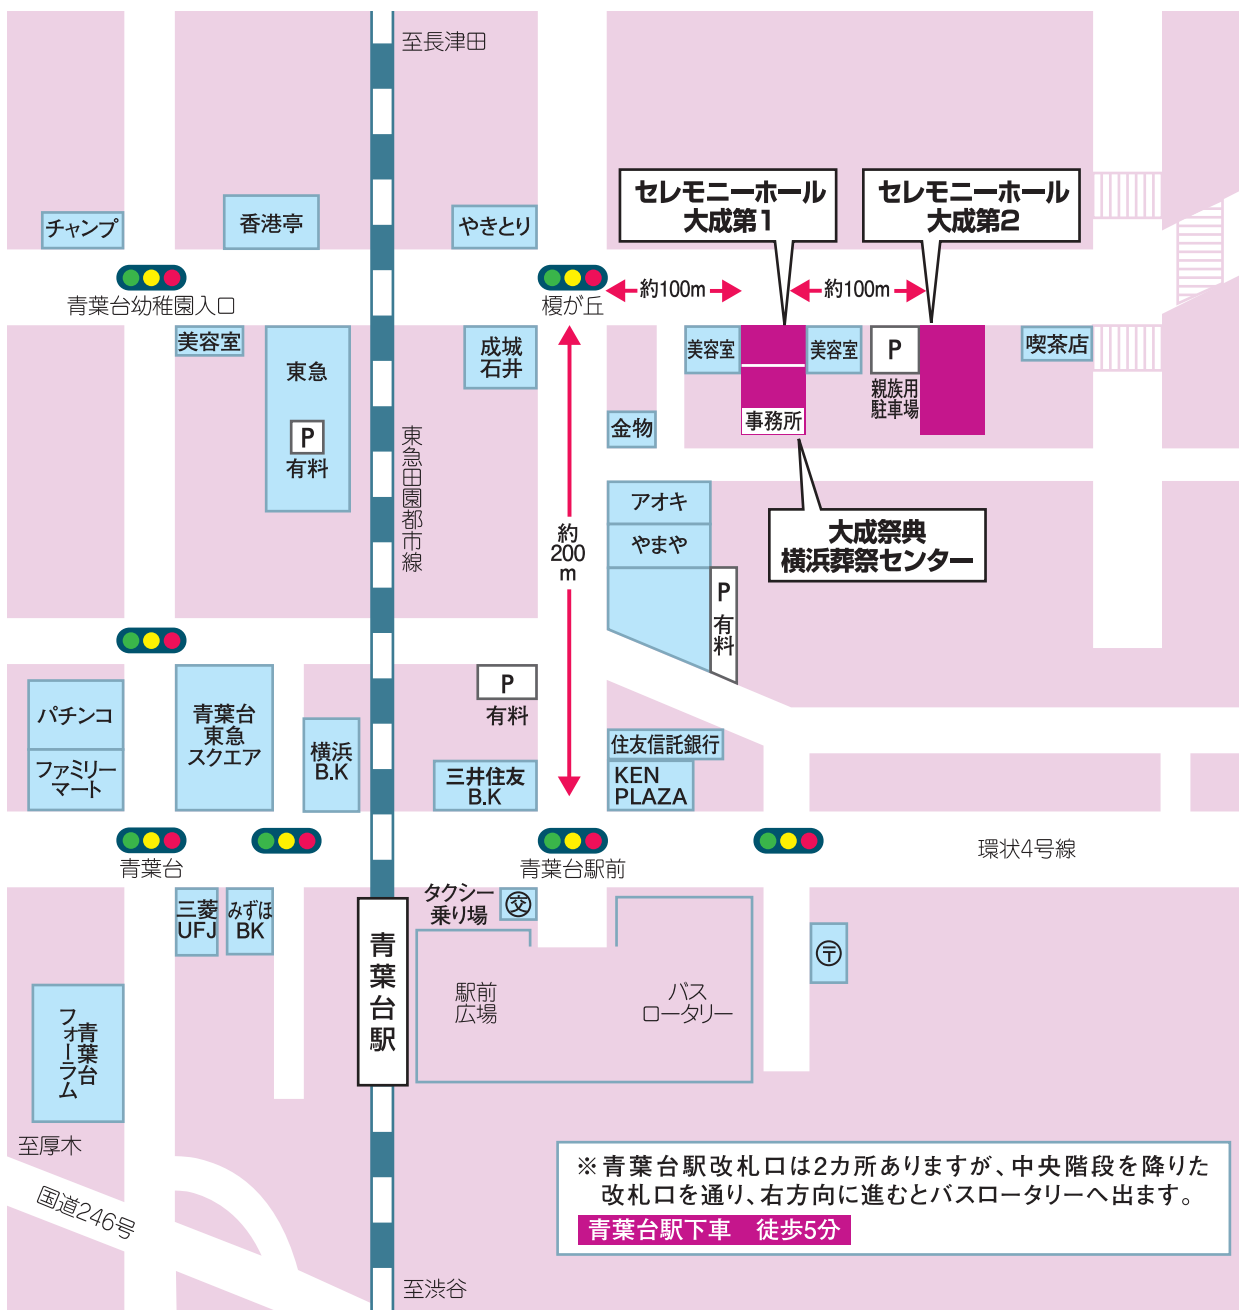 至長津田
セレモニーホール
大成第1
セレモニーホール
大成第2
チャンプ
香港亭
やきとり
青葉台幼稚園入口
榎が丘
約100m
約100m
美容室
東急
P
有料
成城
石井
美容室
美容室
P
親族用
駐車場
喫茶店
事務所
金物
東急田園都市線
アオキ
やまや
P
有料
大成祭典
横浜葬祭センター
約
200
m
パチンコ
ファミリー
マート
青葉台
東急
スクエア
横浜
B.K
P
有料
三井住友
B.K
住友信託銀行
KEN
PLAZA
青葉台
青葉台駅前
環状4号線
三菱
UFJ
みずほ
BK
タクシー
乗り場
交
〒
青葉台駅
駅前
広場
バス
ロータリー
青葉台
フォーラム
至厚木
国道246号
※青葉台駅改札口は2カ所ありますが、中央階段を降りた
改札口を通り、右方向に進むとバスロータリーへ出ます。
青葉台駅下車 徒歩5分
至渋谷